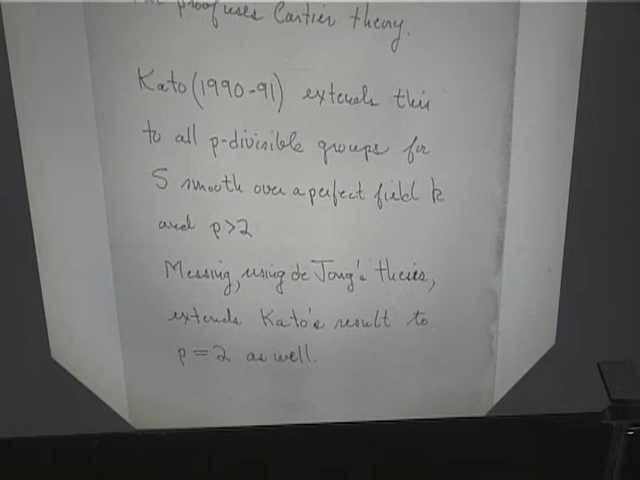 proof uses Cartier theory.
Kato (1990-91) extends this
to all p-divisible groups for
S smooth over a perfect field k
and p>2
Messing, using de Jong's thesis,
extends Kato's result to
p = 2 as well.